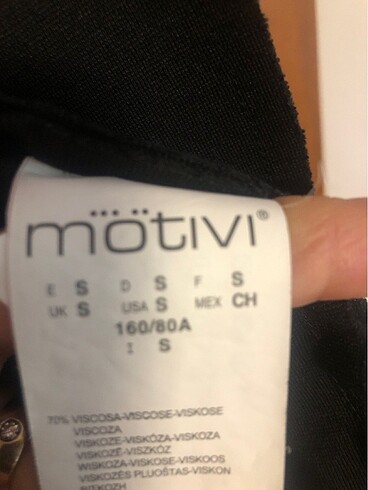 mötivi®
E S D S F S
UK S USA S MEX CH
160/80A
I S
70% VISCOSA-VISCOSE-VISKOSE
VISCOZA
VISKOZE-VISKÓZA-VISKOZA
VISKOZĖ-VISZKÓZ
WISKOZA-VISKOSE-VISKOOS
VISKOZĖS PLUOŠTAS-VISKON